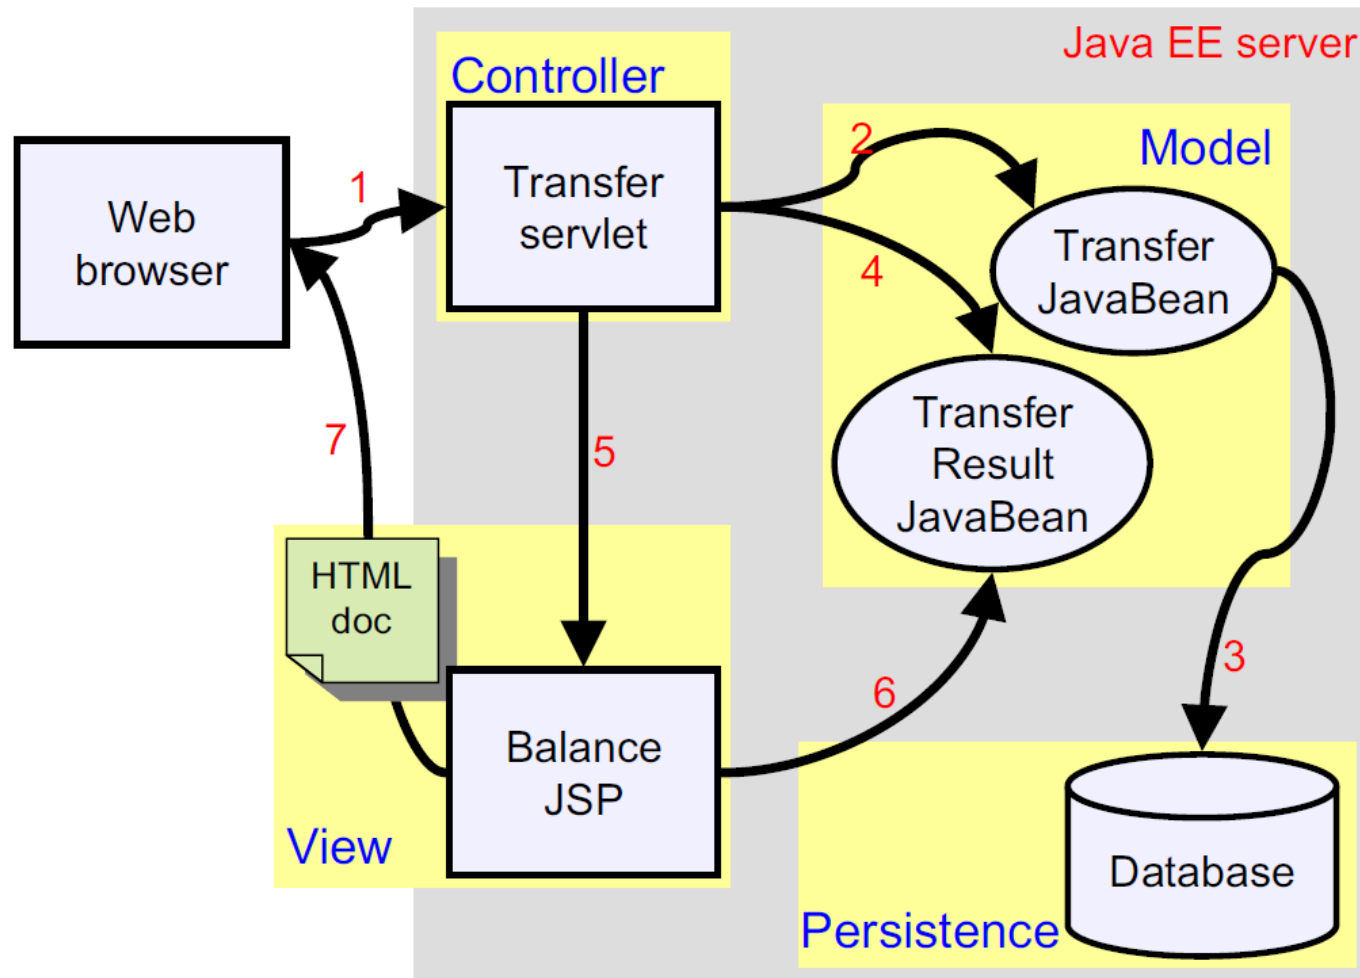 Java EE server
Controller
Transfer
servlet
Web
browser
1
2
Model
Transfer
JavaBean
4
Transfer
Result
JavaBean
7
5
HTML
doc
6
3
Balance
JSP
View
Database
Persistence